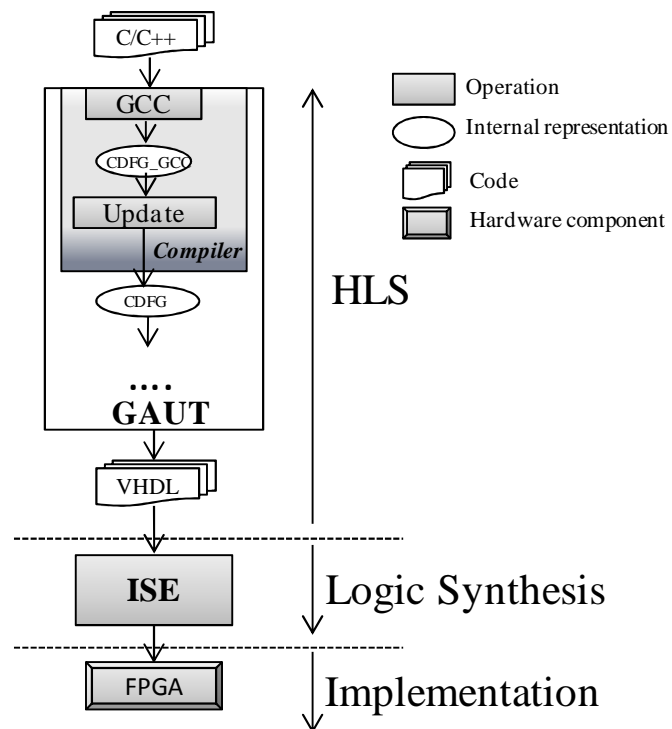 C/C++
GCC
CDFG_GCC
Update
Compiler
CDFG
....
GAUT
VHDL
ISE
FPGA
HLS
Logic Synthesis
Implementation
Operation
Internal representation
Code
Hardware component